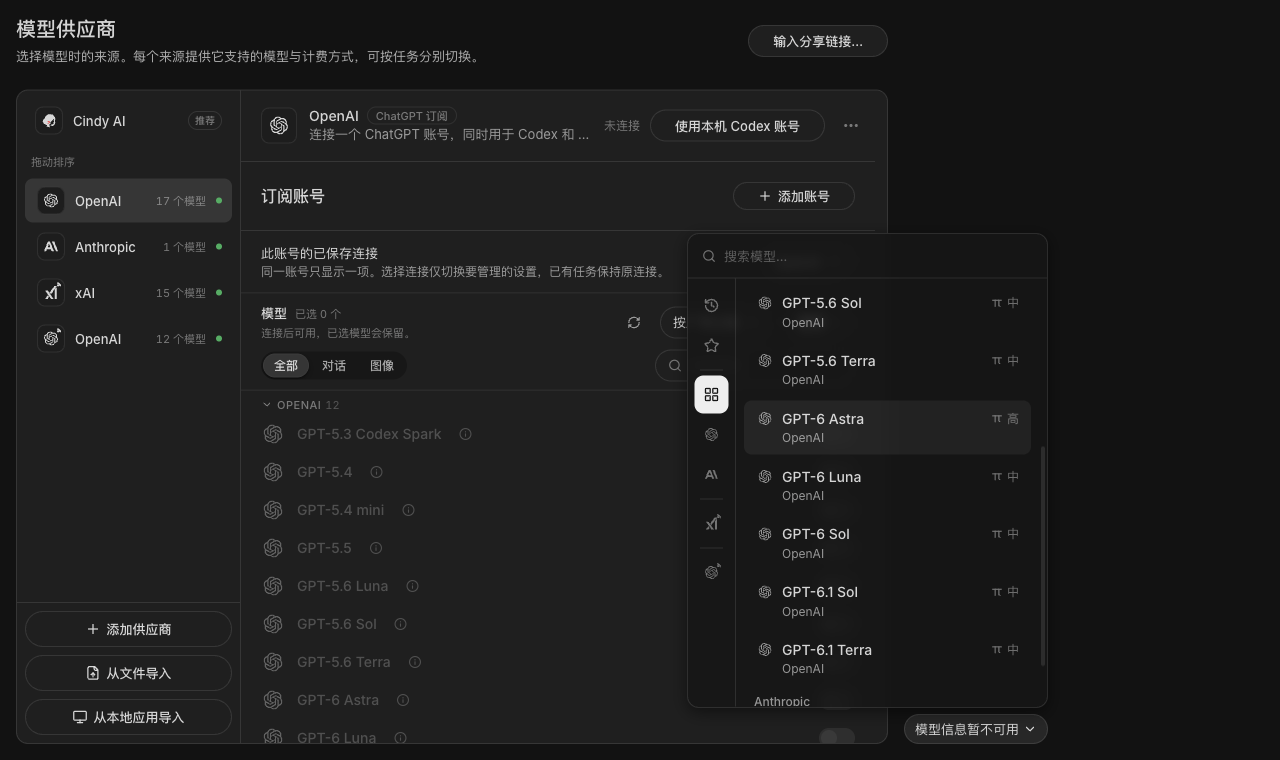 模型供应商
选择模型时的来源。每个来源提供它支持的模型与计费方式，可按任务分别切换。
输入分享链接...
Cindy AI
推荐
拖动排序
OpenAI
17 个模型
Anthropic
1 个模型
xAI
15 个模型
OpenAI
12 个模型
添加供应商
从文件导入
从本地应用导入
OpenAI
ChatGPT 订阅
连接一个 ChatGPT 账号，同时用于 Codex 和 ...
未连接
使用本机 Codex 账号
订阅账号
添加账号
此账号的已保存连接
同一账号只显示一项。选择连接仅切换要管理的设置，已有任务保持原连接。
模型 已选 0 个
连接后可用，已选模型会保留。
按
全部
对话
图像
OPENAI 12
GPT-5.3 Codex Spark
GPT-5.4
GPT-5.4 mini
GPT-5.5
GPT-5.6 Luna
GPT-5.6 Sol
GPT-5.6 Terra
GPT-6 Astra
GPT-6 Luna
搜索模型...
GPT-5.6 Sol
π 中
OpenAI
GPT-5.6 Terra
π 中
OpenAI
GPT-6 Astra
π 高
OpenAI
GPT-6 Luna
π 中
OpenAI
GPT-6 Sol
π 中
OpenAI
GPT-6.1 Sol
π 中
OpenAI
GPT-6.1 Terra
π 中
OpenAI
Anthropic
模型信息暂不可用